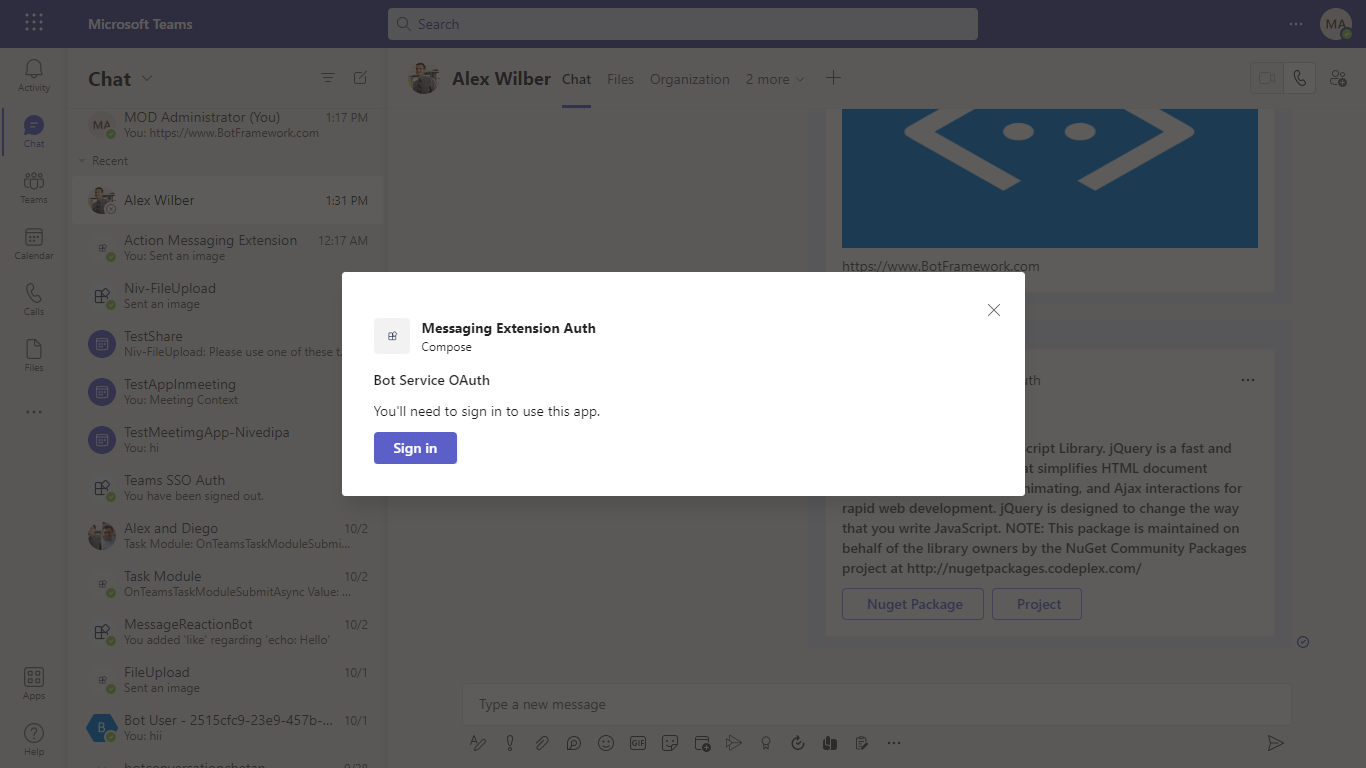 Microsoft Teams
Search
MA
Activity
Chat
Teams
Calendar
Calls
Files
Apps
Help
Chat
MA
MOD Administrator (You) 1:17 PM
You: https://www.BotFramework.com
Recent
Alex Wilber 1:31 PM
Action Messaging Extension 12:17 AM
You: Sent an image
Niv-FileUpload
Sent an image
TestShare
Niv-FileUpload: Please use one of these t
TestAppInmeeting
You: Meeting Context
TestMeetimgApp-Nivedipa
You: hi
Teams SSO Auth
You have been signed out.
Alex and Diego 10/2
Task Module: OnTeamsTaskModuleSubmi...
Task Module 10/2
OnTeamsTaskModuleSubmitAsync Value: ...
MessageReactionBot 10/2
You added 'like' regarding 'echo: Hello'
FileUpload 10/1
Sent an image
B
Bot User - 2515cfc9-23e9-457b-... 10/1
You: hii
Alex Wilber Chat Files Organization 2 more
https://www.BotFramework.com
Messaging Extension Auth
Compose
Bot Service OAuth
You'll need to sign in to use this app.
Sign in
uth
cript Library. jQuery is a fast and
at simplifies HTML document
nimating, and Ajax interactions for
rapid web development. jQuery is designed to change the way
that you write JavaScript. NOTE: This package is maintained on
behalf of the library owners by the NuGet Community Packages
project at http://nugetpackages.codeplex.com/
Nuget Package Project
Type a new message
GIF